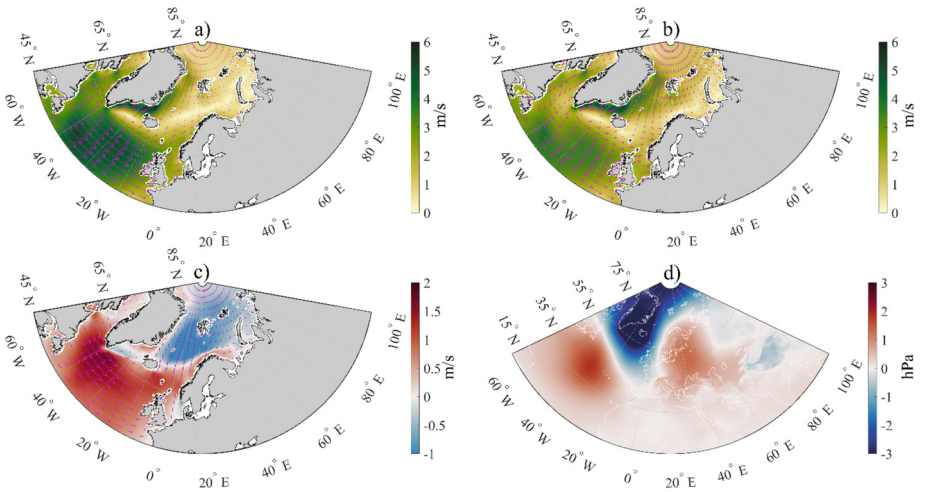 a)
45° N
65° N
85° N
60° W
40° W
20° W
0°
20° E
40° E
60° E
80° E
100° E
6
5
4
3
2
1
0
m/s
b)
45° N
65° N
85° N
60° W
40° W
20° W
0°
20° E
40° E
60° E
80° E
100° E
6
5
4
3
2
1
0
m/s
c)
45° N
65° N
85° N
60° W
40° W
20° W
0°
20° E
40° E
60° E
80° E
100° E
2
1.5
1
0.5
0
-0.5
-1
m/s
d)
15° N
35° N
55° N
75° N
60° W
40° W
20° W
0°
20° E
40° E
60° E
80° E
100° E
3
2
1
0
-1
-2
-3
hPa